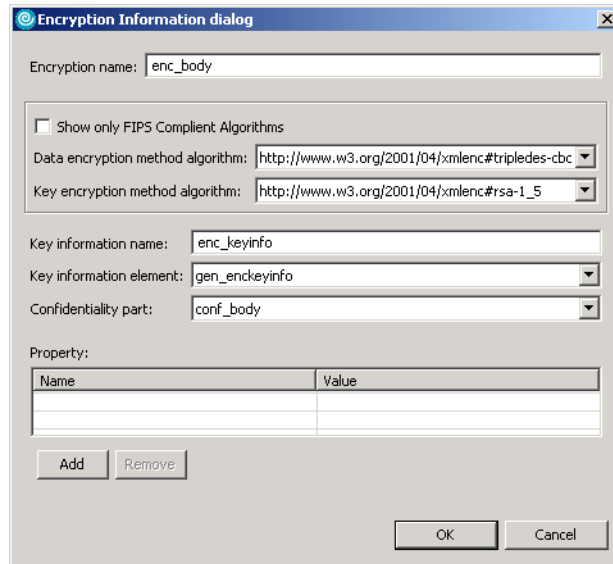 Encryption Information dialog
Encryption name: enc_body
Show only FIPS Complient Algorithms
Data encryption method algorithm: http://www.w3.org/2001/04/xmlenc#tripledes-cbc
Key encryption method algorithm: http://www.w3.org/2001/04/xmlenc#rsa-1_5
Key information name: enc_keyinfo
Key information element: gen_enckeyinfo
Confidentiality part: conf_body
Property:
Name Value
Add Remove
OK Cancel